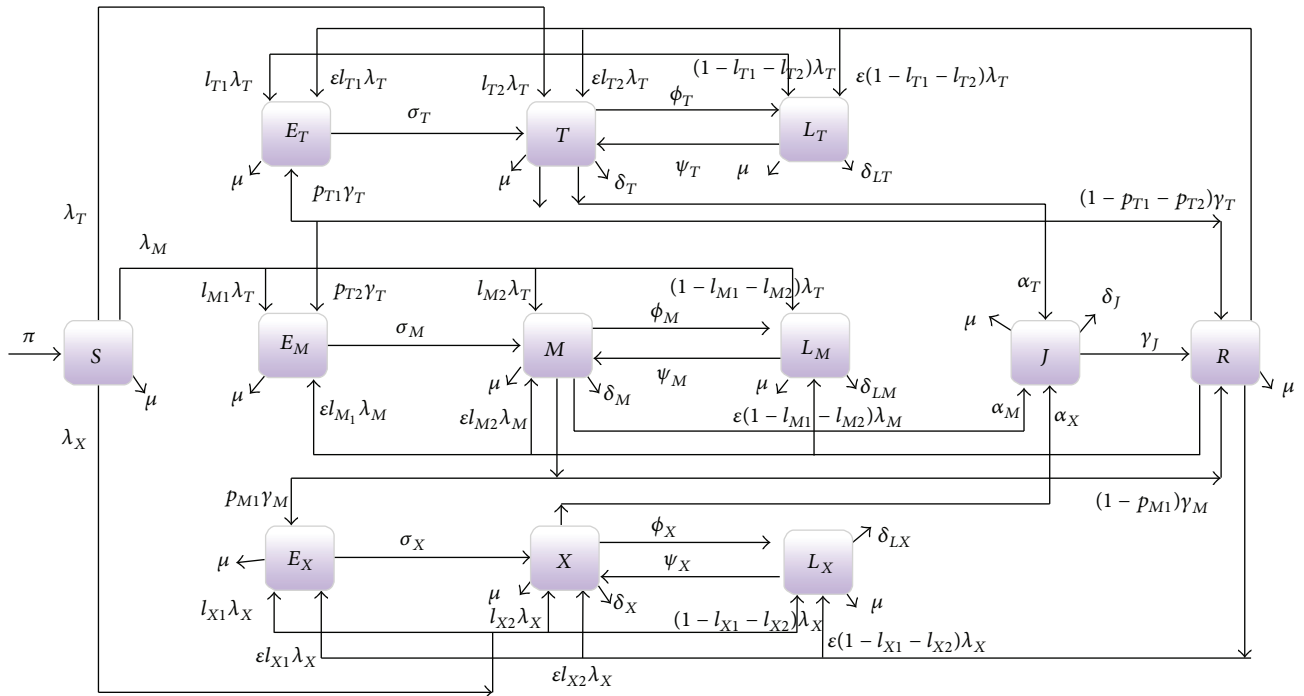 l_{T1}λ_T
εl_{T1}λ_T
l_{T2}λ_T
εl_{T2}λ_T
(1 − l_{T1} − l_{T2})λ_T
ε(1 − l_{T1} − l_{T2})λ_T
E_T
σ_T
T
ϕ_T
ψ_T
L_T
μ
μ
δ_T
μ
δ_{LT}
p_{T1}γ_T
(1 − p_{T1} − p_{T2})γ_T
λ_T
λ_M
l_{M1}λ_T
p_{T2}γ_T
l_{M2}λ_T
(1 − l_{M1} − l_{M2})λ_T
α_T
δ_J
π
S
μ
E_M
σ_M
M
ϕ_M
ψ_M
L_M
μ
J
γ_J
R
μ
μ
μ
δ_M
μ
δ_{LM}
λ_X
εl_{M_1}λ_M
εl_{M2}λ_M
ε(1 − l_{M1} − l_{M2})λ_M
α_M
α_X
p_{M1}γ_M
(1 − p_{M1})γ_M
μ
E_X
σ_X
X
ϕ_X
ψ_X
L_X
δ_{LX}
μ
δ_X
μ
l_{X1}λ_X
l_{X2}λ_X
(1 − l_{X1} − l_{X2})λ_X
ε(1 − l_{X1} − l_{X2})λ_X
εl_{X1}λ_X
εl_{X2}λ_X